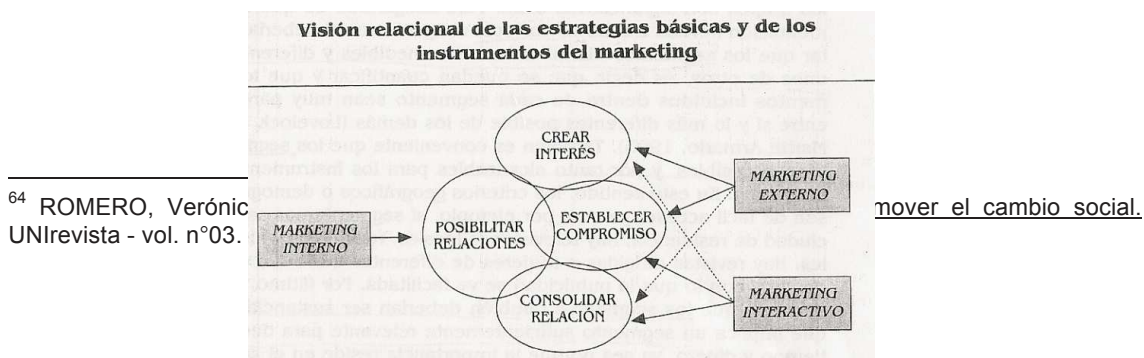 Visión relacional de las estrategias básicas y de los
instrumentos del marketing
CREAR
INTERÉS
MARKETING
EXTERNO
ESTABLECER
COMPROMISO
POSIBILITAR
RELACIONES
MARKETING
INTERNO
CONSOLIDAR
RELACIÓN
MARKETING
INTERACTIVO
64 ROMERO, mover el cambio social.
UNIrevista - vol. n°03.